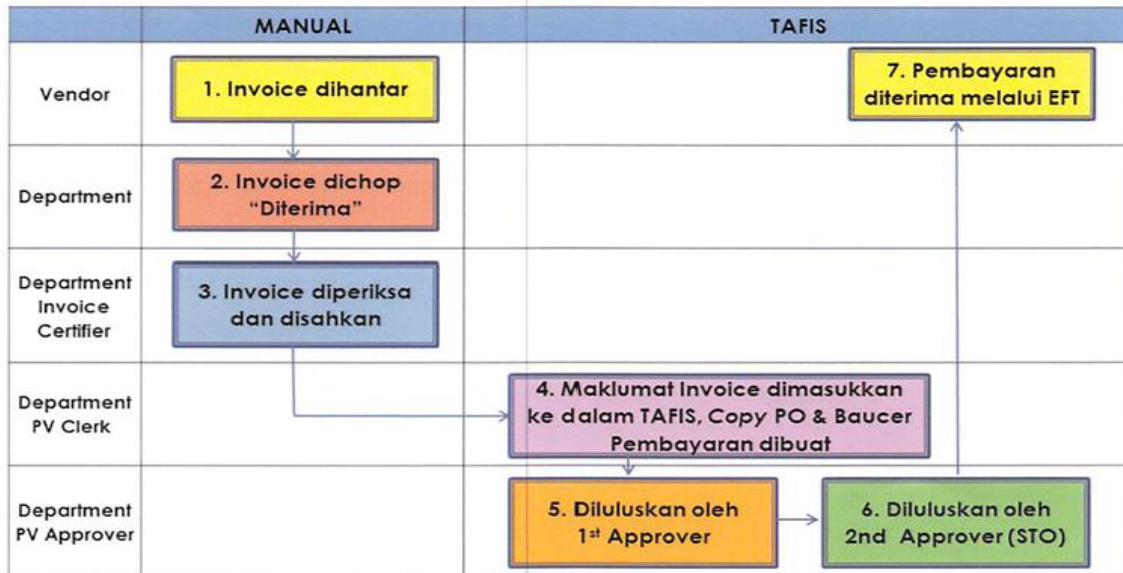 MANUAL
TAFIS
Vendor
1. Invoice dihantar
7. Pembayaran
diterima melalui EFT
Department
2. Invoice dichop
“Diterima”
Department
Invoice
Certifier
3. Invoice diperiksa
dan disahkan
Department
PV Clerk
4. Maklumat Invoice dimasukkan
ke dalam TAFIS, Copy PO & Baucer
Pembayaran dibuat
Department
PV Approver
5. Diluluskan oleh
1st Approver
6. Diluluskan oleh
2nd Approver (STO)